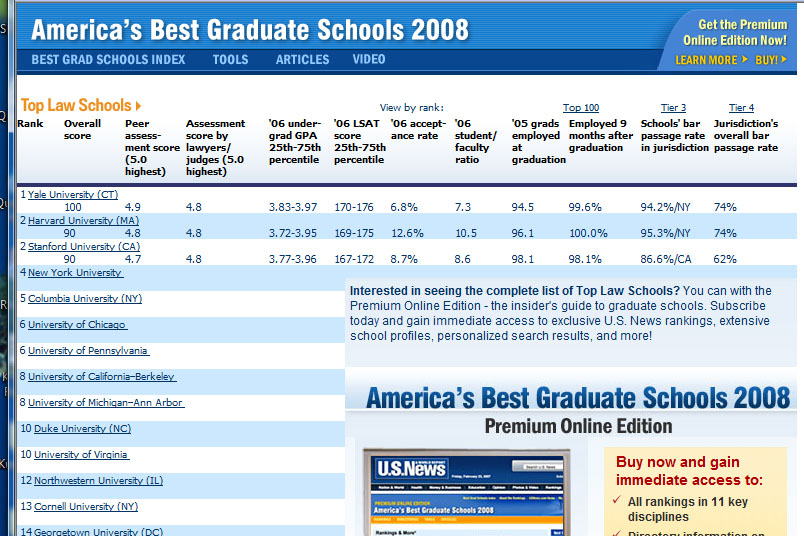 America's Best Graduate Schools 2008
Get the Premium
Online Edition Now!
LEARN MORE BUY!
BEST GRAD SCHOOLS INDEX TOOLS ARTICLES VIDEO
Top Law Schools
View by rank: Top 100 Tier 3 Tier 4
Rank
Overall score
Peer assess-ment score (5.0 highest)
Assessment score by lawyers/ judges (5.0 highest)
'06 under-grad GPA 25th-75th percentile
'06 LSAT score 25th-75th percentile
'06 accept-ance rate
'06 student/ faculty ratio
'05 grads employed at graduation
Employed 9 months after graduation
Schools' bar passage rate in jurisdiction
Jurisdiction's overall bar passage rate
1 Yale University (CT)
100 4.9 4.8 3.83-3.97 170-176 6.8% 7.3 94.5 99.6% 94.2%/NY 74%
2 Harvard University (MA)
90 4.8 4.8 3.72-3.95 169-175 12.6% 10.5 96.1 100.0% 95.3%/NY 74%
2 Stanford University (CA)
90 4.7 4.8 3.77-3.96 167-172 8.7% 8.6 98.1 98.1% 86.6%/CA 62%
4 New York University
5 Columbia University (NY)
6 University of Chicago
6 University of Pennsylvania
8 University of California–Berkeley
8 University of Michigan–Ann Arbor
10 Duke University (NC)
10 University of Virginia
12 Northwestern University (IL)
13 Cornell University (NY)
14 Georgetown University (DC)
Interested in seeing the complete list of Top Law Schools? You can with the
Premium Online Edition - the insider's guide to graduate schools. Subscribe
today and gain immediate access to exclusive U.S. News rankings, extensive
school profiles, personalized search results, and more!
America's Best Graduate Schools 2008
Premium Online Edition
U.S.News
PREMIUM ONLINE EDITION
America's Best Graduate Schools 2008
Rankings & More
Buy now and gain
immediate access to:
All rankings in 11 key
disciplines
Directory information on